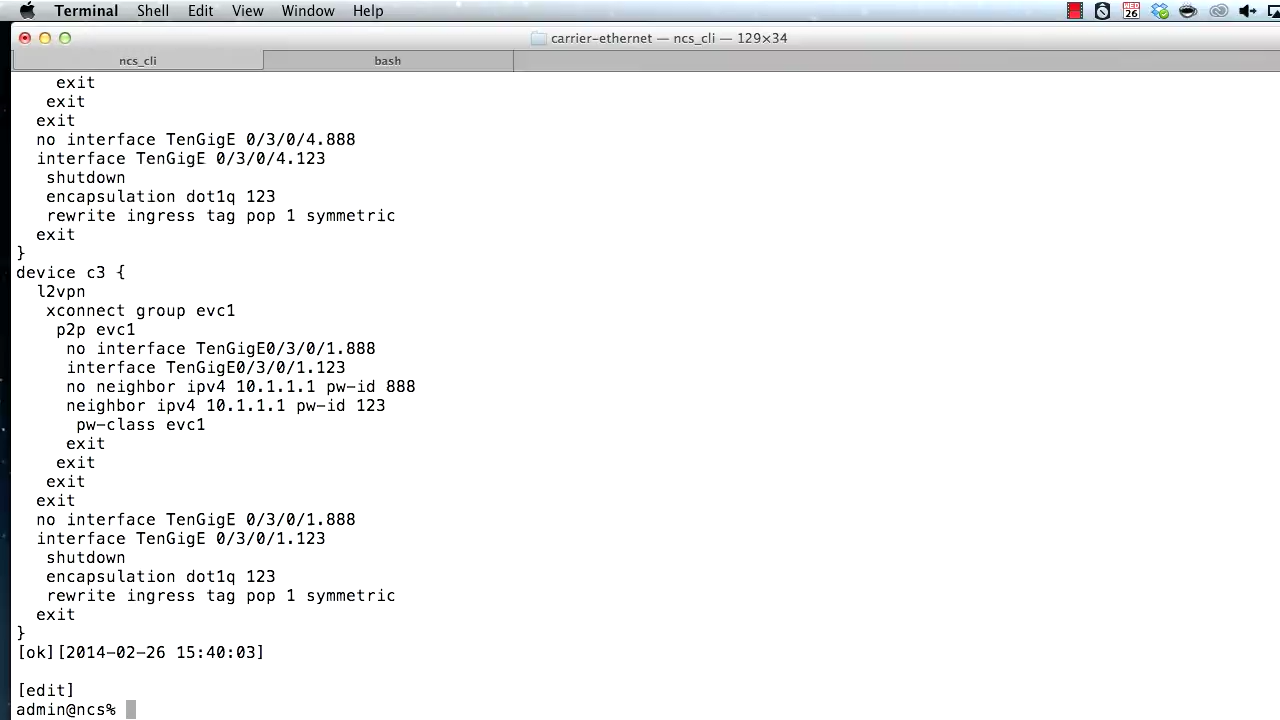 Terminal Shell Edit View Window Help
WED
26
carrier-ethernet — ncs_cli — 129×34
ncs_cli bash
exit
exit
exit
no interface TenGigE 0/3/0/4.888
interface TenGigE 0/3/0/4.123
shutdown
encapsulation dot1q 123
rewrite ingress tag pop 1 symmetric
exit
}
device c3 {
l2vpn
xconnect group evc1
p2p evc1
no interface TenGigE0/3/0/1.888
interface TenGigE0/3/0/1.123
no neighbor ipv4 10.1.1.1 pw-id 888
neighbor ipv4 10.1.1.1 pw-id 123
pw-class evc1
exit
exit
exit
exit
no interface TenGigE 0/3/0/1.888
interface TenGigE 0/3/0/1.123
shutdown
encapsulation dot1q 123
rewrite ingress tag pop 1 symmetric
exit
}
[ok][2014-02-26 15:40:03]
[edit]
admin@ncs%